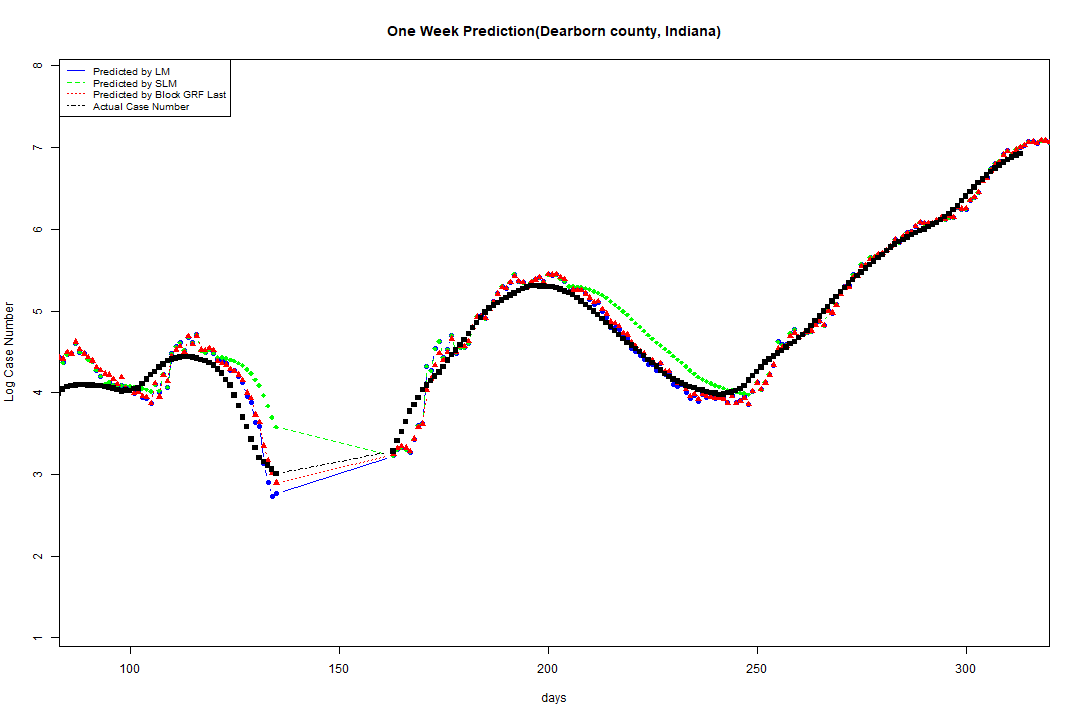 One Week Prediction(Dearborn county, Indiana)
Predicted by LM
Predicted by SLM
Predicted by Block GRF Last
Actual Case Number
8
7
6
5
4
3
2
1
Log Case Number
100 150 200 250 300
days